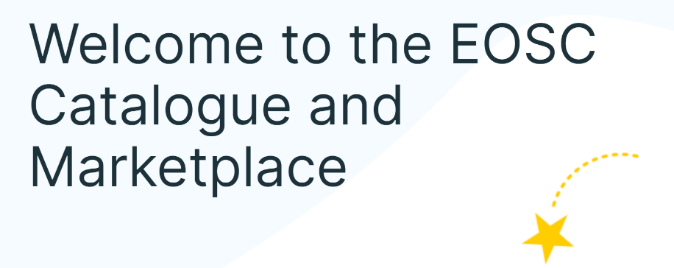 Welcome to the EOSC
Catalogue and
Marketplace